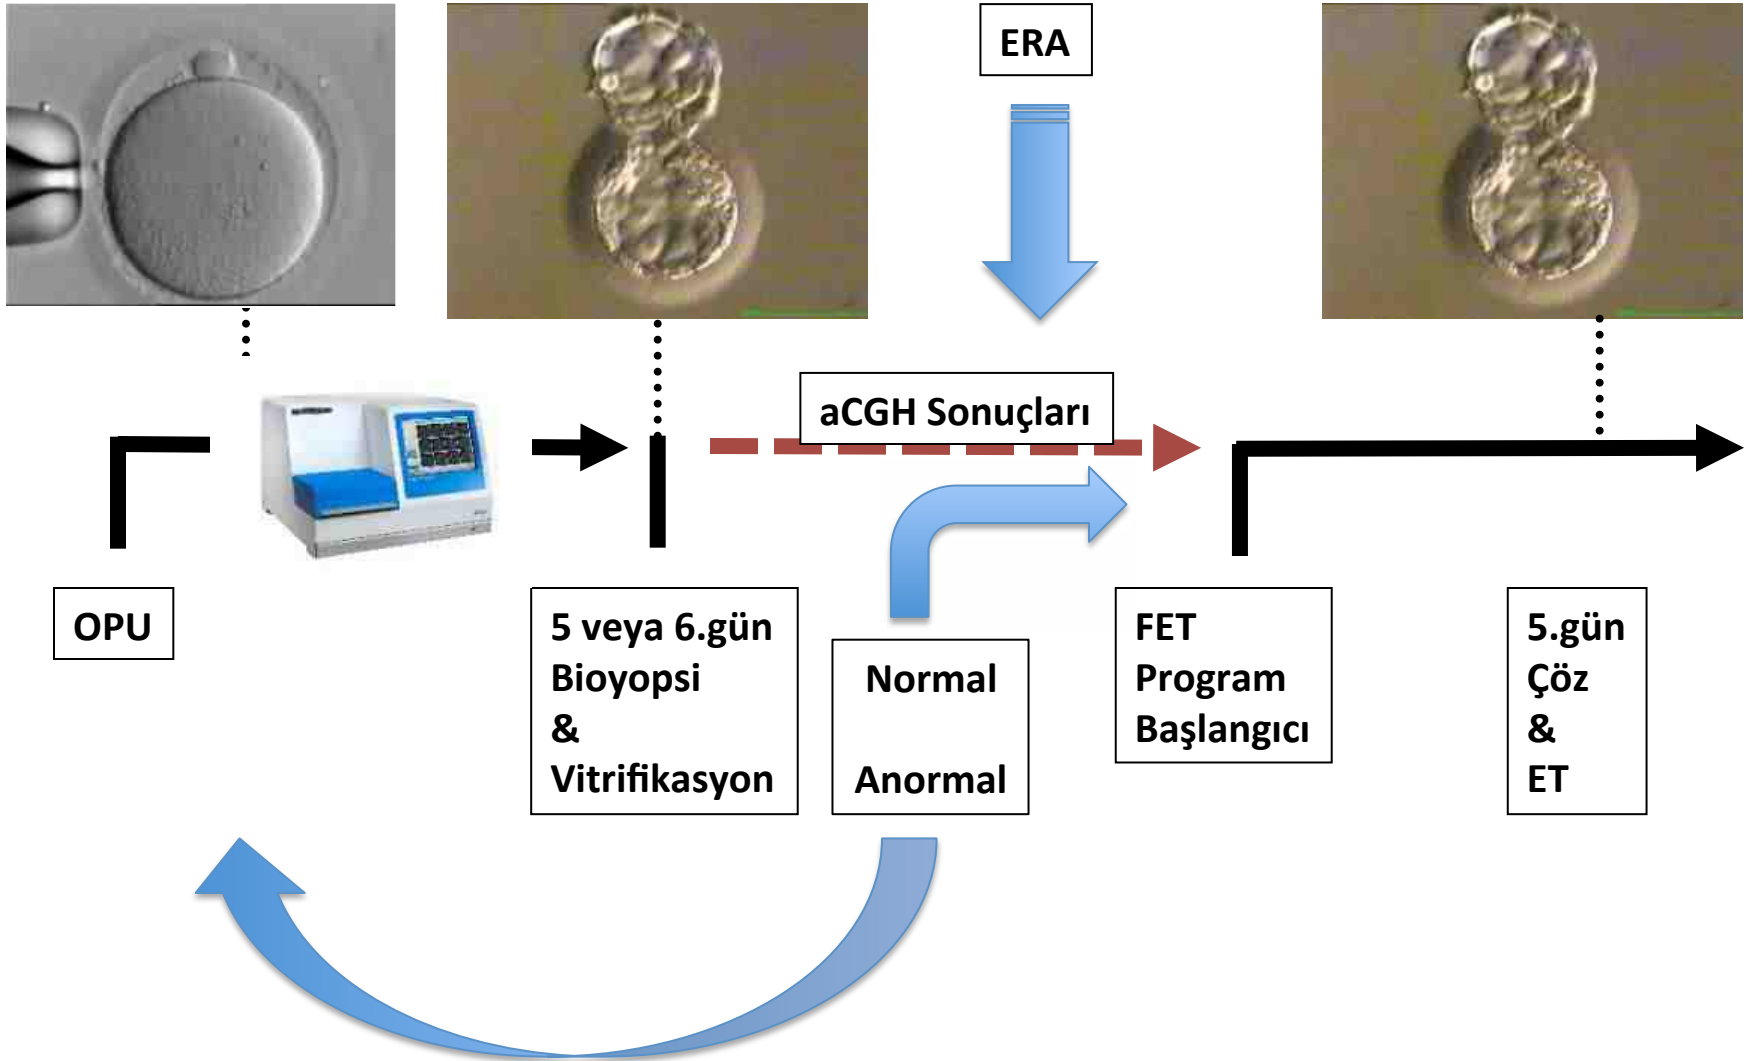 ERA
aCGH Sonuçları
OPU
5 veya 6.gün
Bioyopsi
&
Vitrifikasyon
Normal
Anormal
FET
Program
Başlangıcı
5.gün
Çöz
&
ET